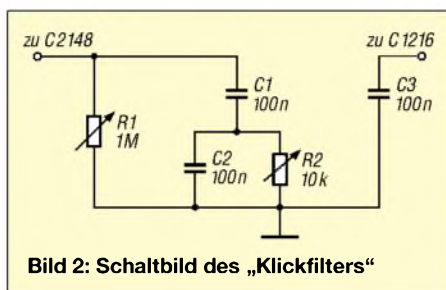 zu C2148
zu C1216
C1
100n
C3
100n
R1
1M
C2
100n
R2
10k
Bild 2: Schaltbild des „Klickfilters“